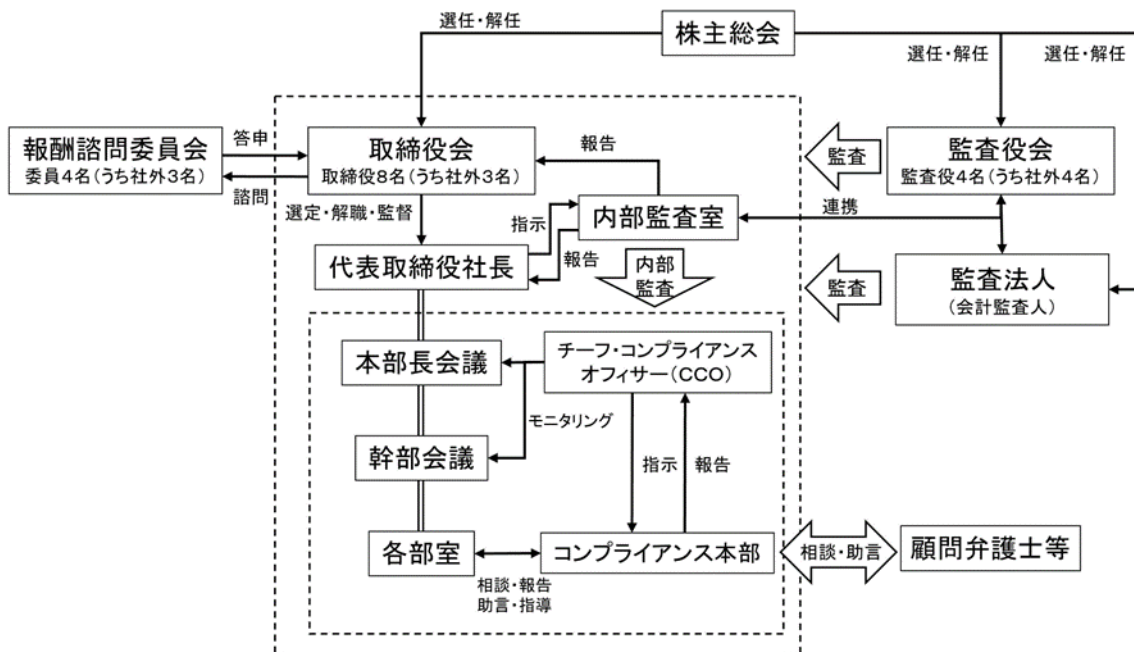 選任・解任
株主総会
選任・解任
選任・解任
報酬諮問委員会
委員4名(うち社外3名)
答申
諮問
取締役会
取締役8名(うち社外3名)
報告
監査
監査役会
監査役4名(うち社外4名)
選定・解職・監督
指示
内部監査室
連携
代表取締役社長
報告
内部
監査
監査
監査法人
(会計監査人)
本部長会議
チーフ・コンプライアンス
オフィサー(CCO)
モニタリング
幹部会議
指示
報告
各部室
コンプライアンス本部
相談・助言
顧問弁護士等
相談・報告
助言・指導